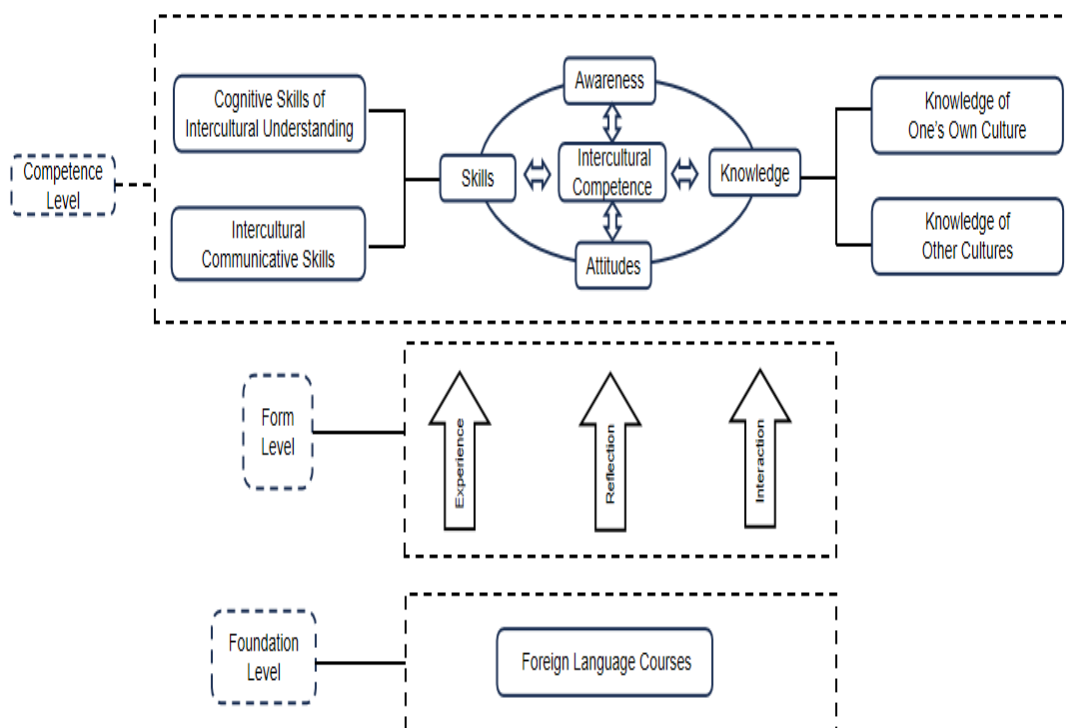 Competence
Level
Cognitive Skills of
Intercultural Understanding
Intercultural
Communicative Skills
Skills
Awareness
Intercultural
Competence
Attitudes
Knowledge
Knowledge of
One's Own Culture
Knowledge of
Other Cultures
Form
Level
Experience
Reflection
Interaction
Foundation
Level
Foreign Language Courses